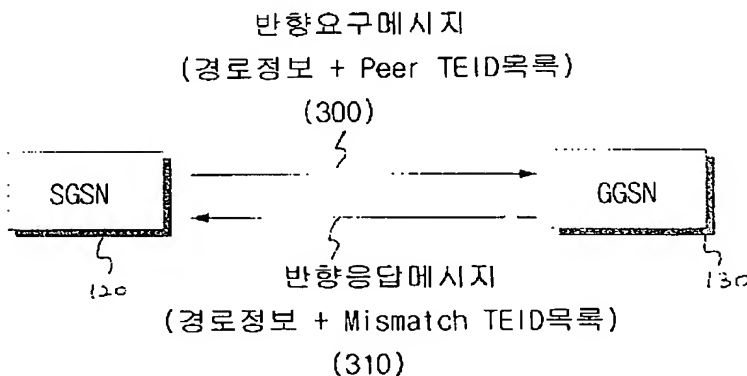 반향요구메시지
(경로정보 + Peer TEID목록)
(300)
SGSN
GGSN
120
반향응답메시지
130
(경로정보 + Mismatch TEID목록)
(310)